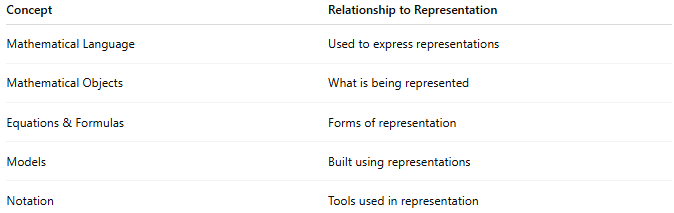 Concept Relationship to Representation
Mathematical Language Used to express representations
Mathematical Objects What is being represented
Equations & Formulas Forms of representation
Models Built using representations
Notation Tools used in representation